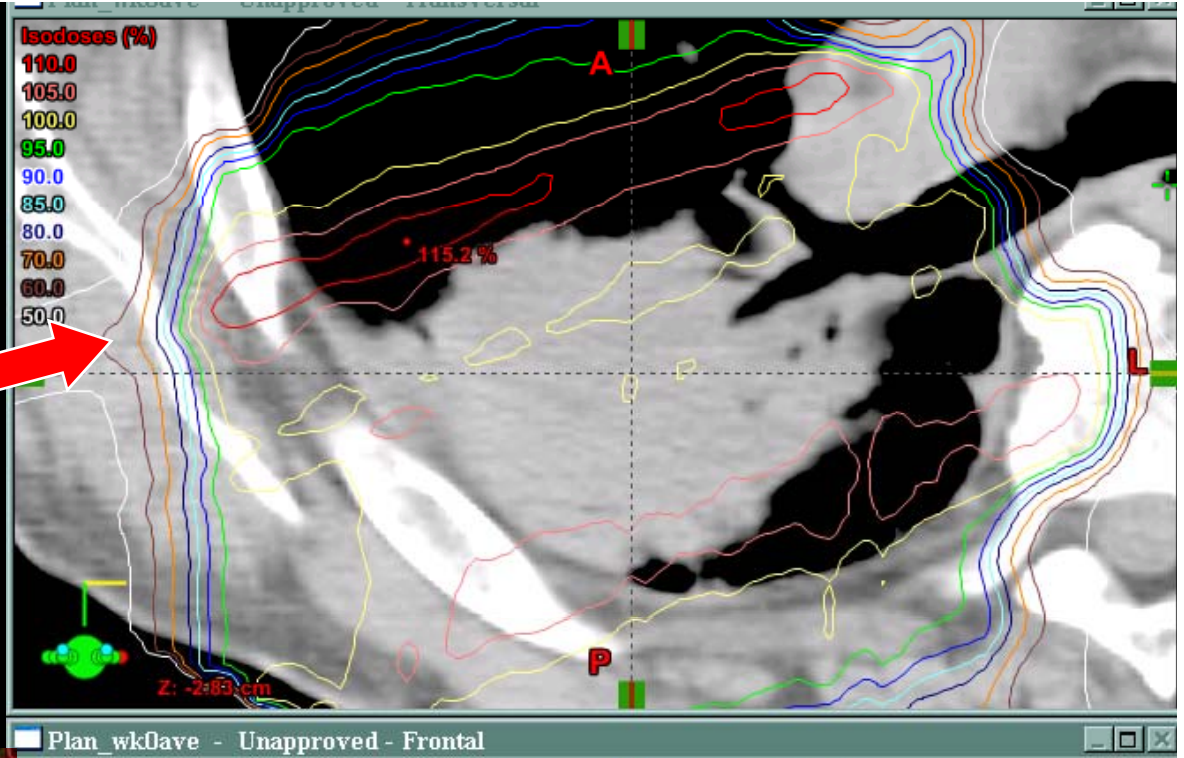 Plan_wk0ave - Unapproved - Transversal
Isodoses (%)
110.0
105.0
100.0
95.0
90.0
85.0
80.0
70.0
60.0
50.0
A
115.2 %
L
P
Z: -2.83 cm
Plan_wk0ave - Unapproved - Frontal